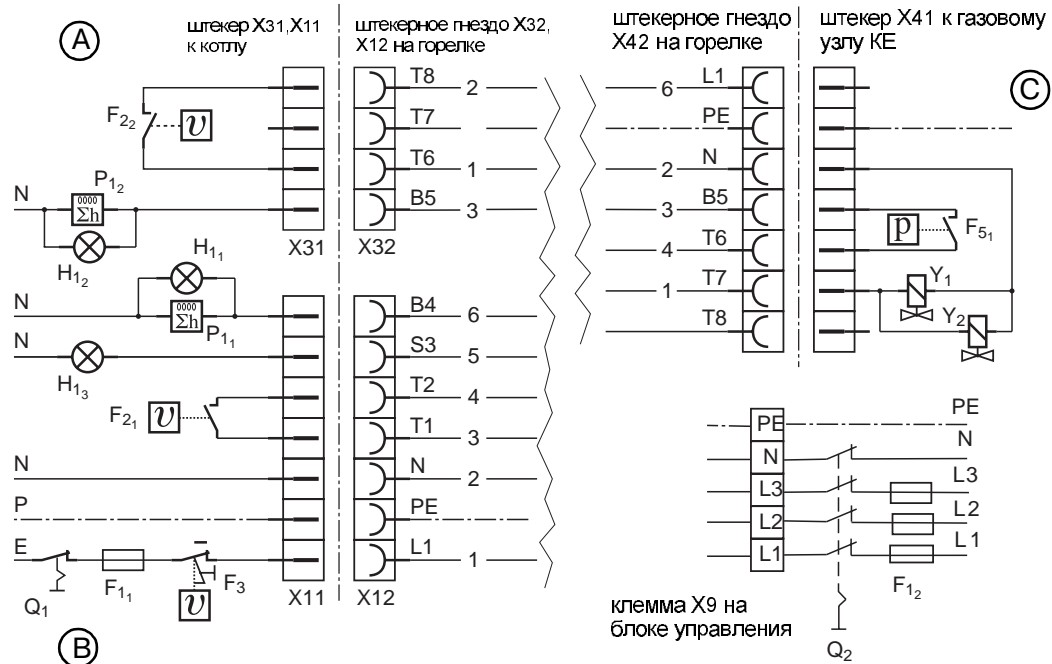 A
штекер X31,X11
к котлу
штекерное гнездо X32,
X12 на горелке
штекерное гнездо
X42 на горелке
штекер X41 к газовому
узлу KE
C
F22
υ
T8
2
T7
T6
1
B5
3
N
P12
0000
Σh
H12
X31
X32
L1
6
PE
N
2
B5
3
T6
4
T7
1
T8
p
F51
Y1
Y2
H11
N
0000
Σh
P11
B4
6
N
H13
S3
5
F21
υ
T2
4
T1
3
N
N
2
P
PE
E
L1
1
Q1
F11
F3
υ
X11
X12
B
PE
PE
N
N
L3
L3
L2
L2
L1
L1
F12
клемма X9 на
блоке управления
Q2